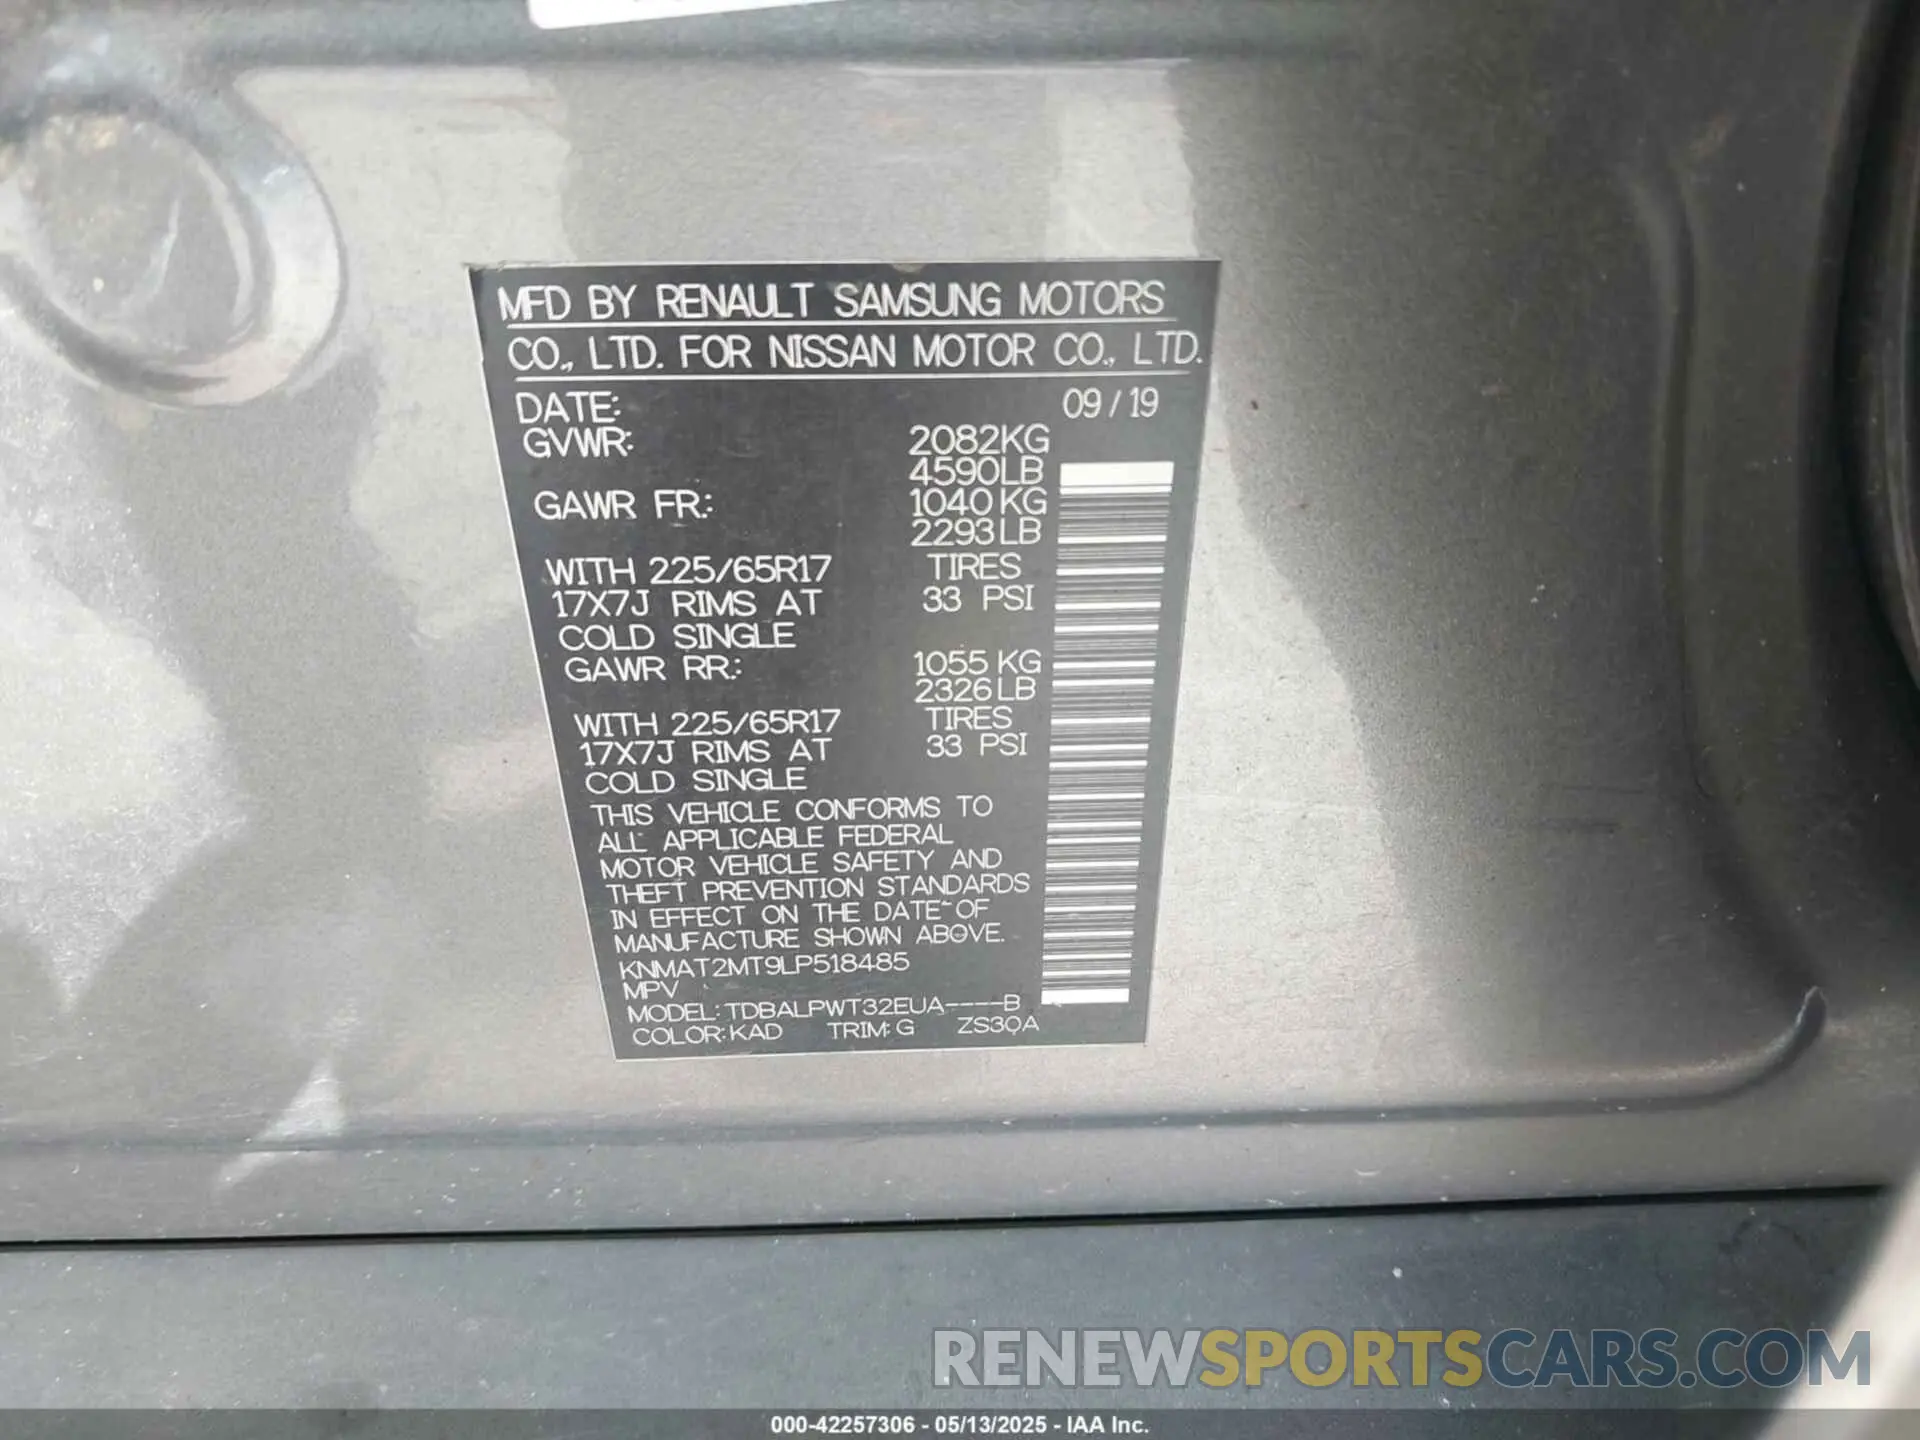 MFD BY RENAULT SAMSUNG MOTORS
CO., LTD. FOR NISSAN MOTOR CO., LTD.
DATE: 09 / 19
GVWR: 2082KG
4590LB
GAWR FR.: 1040 KG
2293 LB
WITH 225/65R17 TIRES
17X7J RIMS AT 33 PSI
COLD SINGLE
GAWR RR.: 1055 KG
2326 LB
WITH 225/65R17 TIRES
17X7J RIMS AT 33 PSI
COLD SINGLE
THIS VEHICLE CONFORMS TO
ALL APPLICABLE FEDERAL
MOTOR VEHICLE SAFETY AND
THEFT PREVENTION STANDARDS
IN EFFECT ON THE DATE OF
MANUFACTURE SHOWN ABOVE.
KNMAT2MT9LP518485
MPV
MODEL: TDBALPWT32EUA----B
COLOR: KAD TRIM: G ZS3QA
RENEWSPORTSCARS.COM
000-42257306 - 05/13/2025 - IAA Inc.